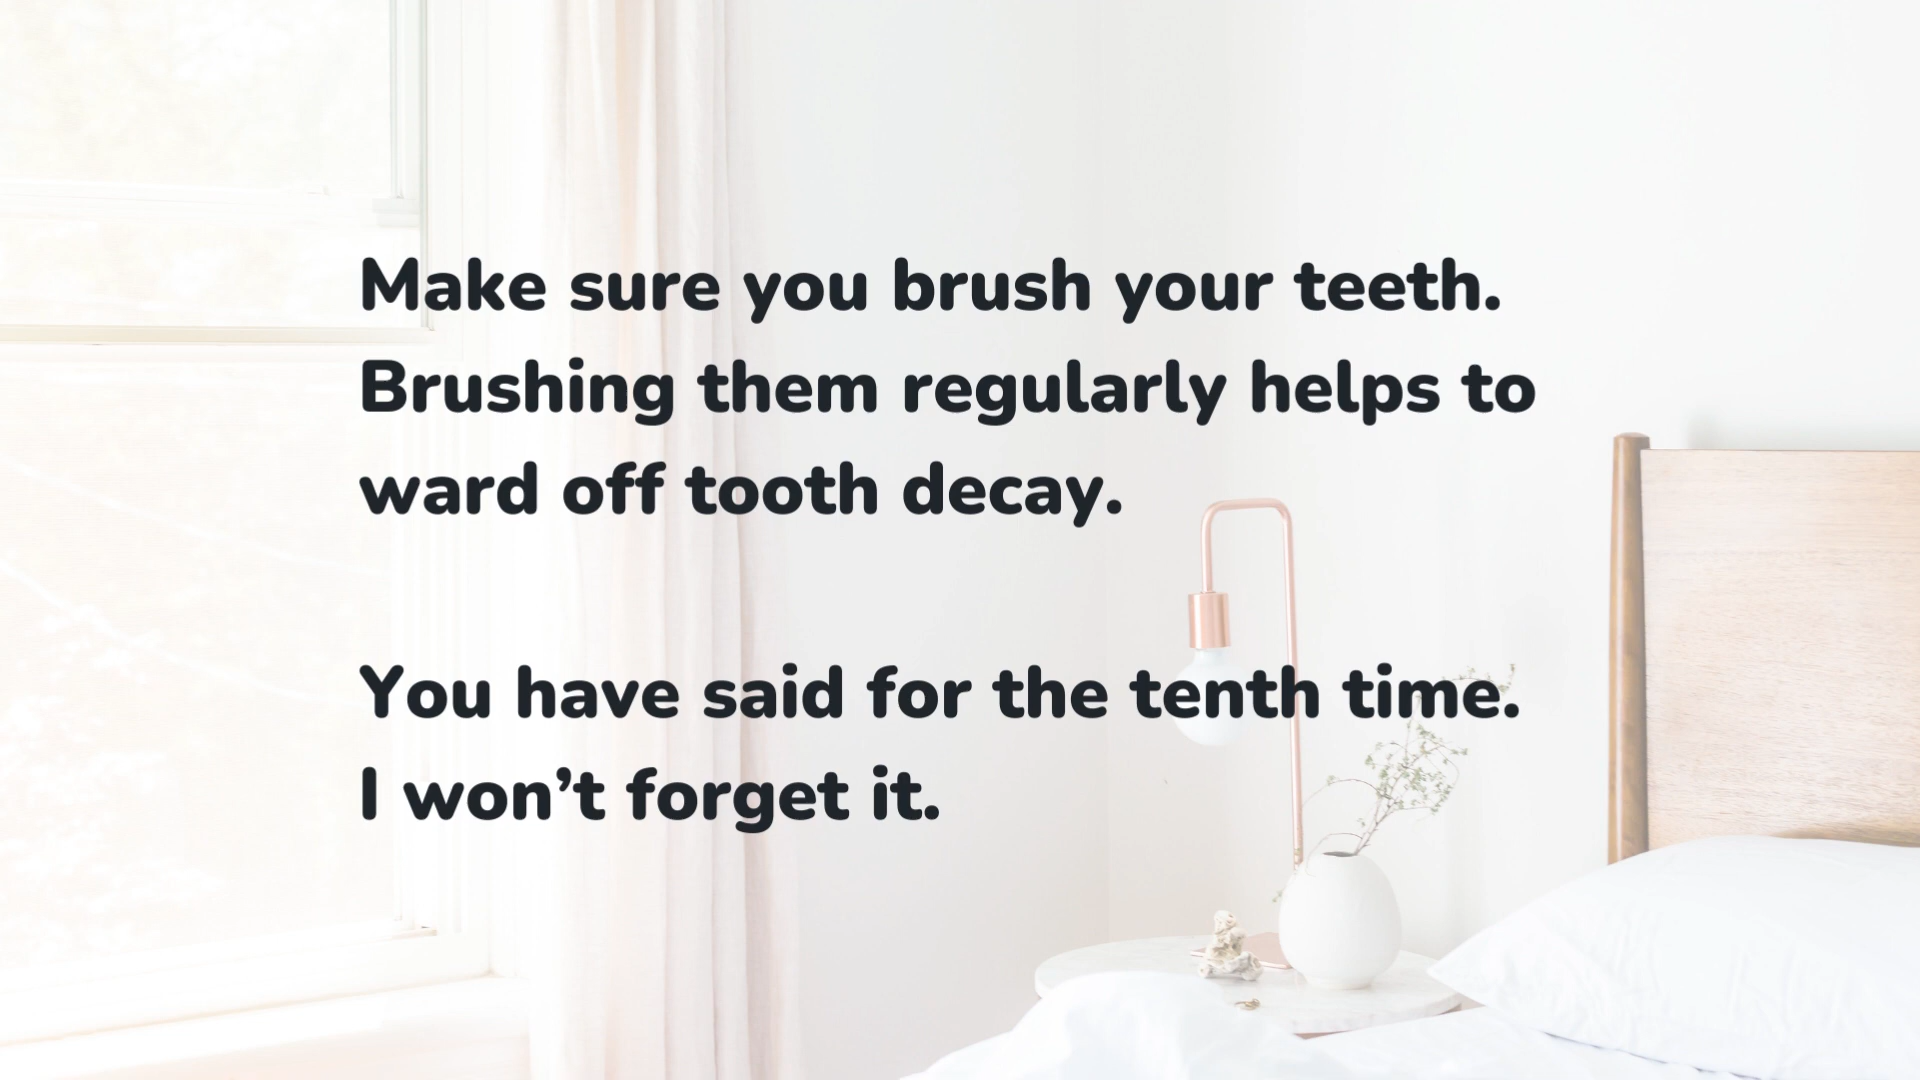 Make sure you brush your teeth.
Brushing them regularly helps to
ward off tooth decay.
You have said for the tenth time.
I won’t forget it.